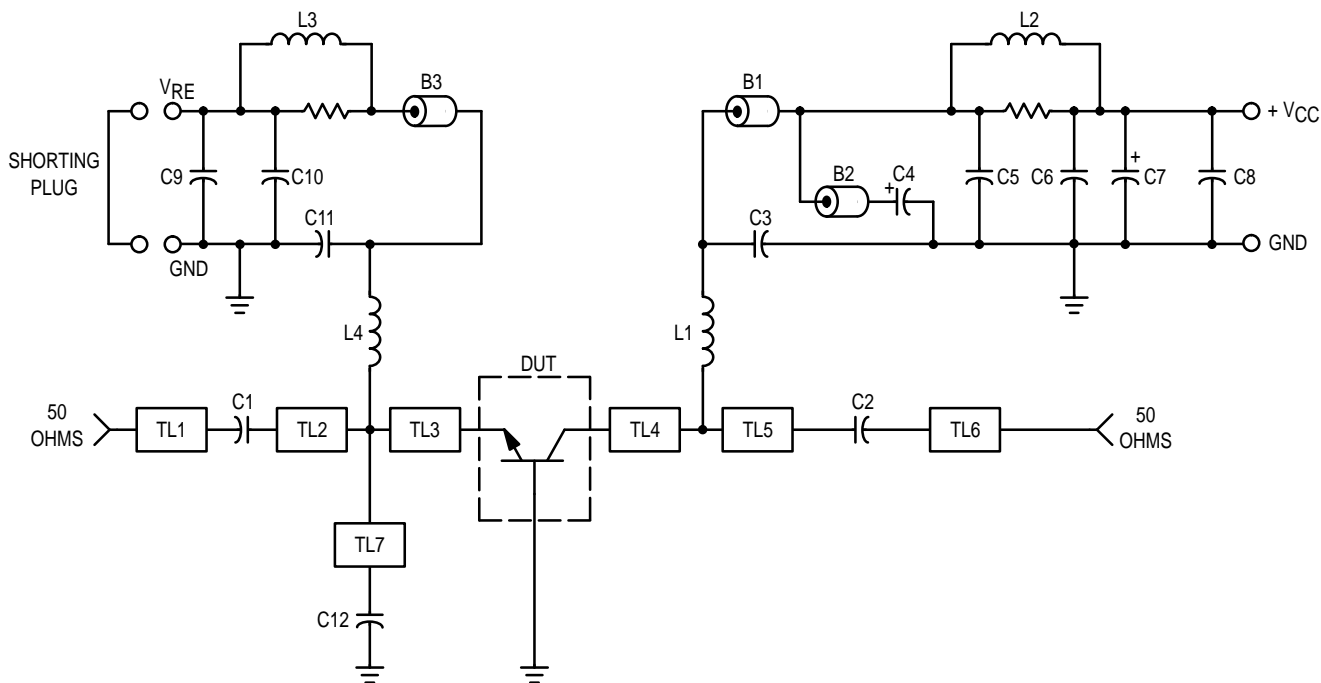 L3
L2
VRE
B3
B1
+ VCC
SHORTING
PLUG
C9
C10
B2
C4
+
C5
C6
+
C7
C8
C11
C3
GND
GND
L4
L1
DUT
50
OHMS
TL1
C1
TL2
TL3
TL4
TL5
C2
TL6
50
OHMS
TL7
C12